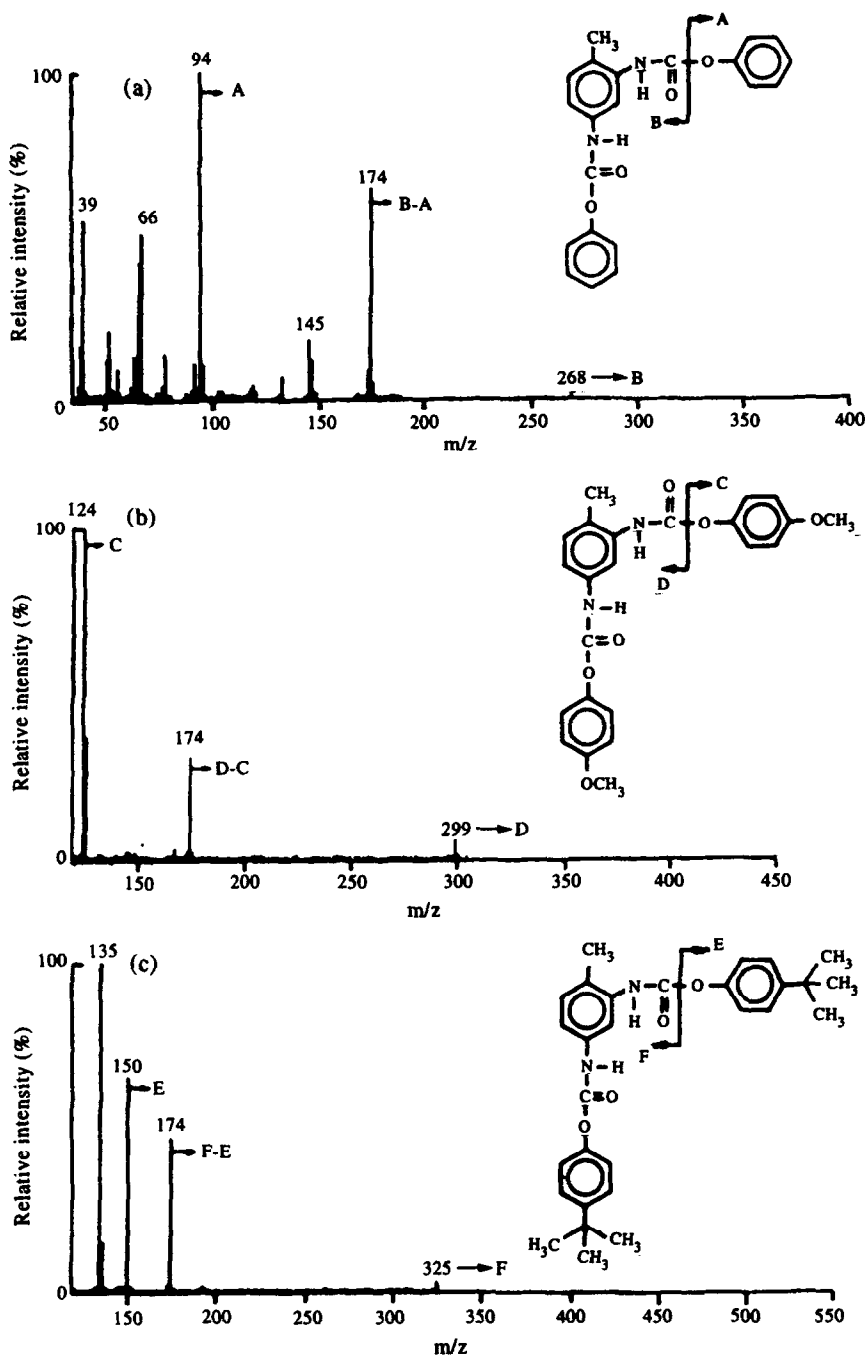 (a)
Relative intensity (%)
100
0
39
66
94
A
145
174
B-A
268
B
50
100
150
200
250
300
350
400
m/z
CH3
N
H
C
O
O
A
B
N-H
C=O
O
(b)
Relative intensity (%)
100
0
124
C
174
D-C
299
D
150
200
250
300
350
400
450
m/z
CH3
N
H
O
C
O
OCH3
C
D
N-H
C=O
O
OCH3
(c)
Relative intensity (%)
100
0
135
150
E
174
F-E
325
F
150
200
250
300
350
400
450
500
550
m/z
CH3
N
H
C
O
O
E
F
CH3
CH3
CH3
N-H
C=O
O
H3C
CH3
CH3